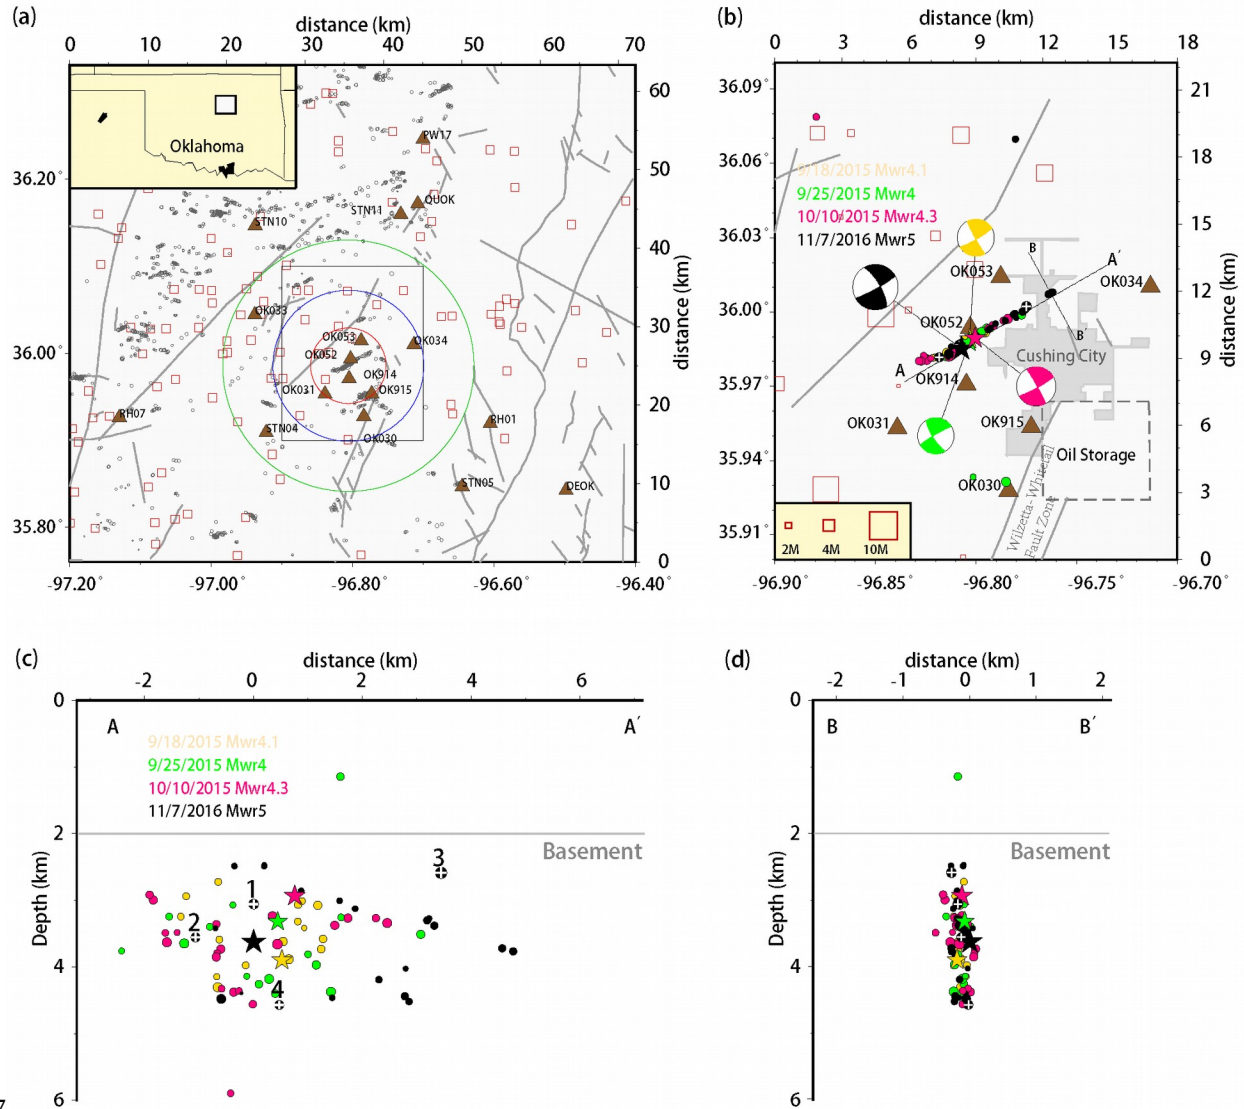 (a)
distance (km)
0 10 20 30 40 50 60 70
Oklahoma
36.20°
36.00°
35.80°
-97.20 -97.00 -96.80 -96.60 -96.40
60
50
40
30
20
10
0
distance (km)
PW17
QUOK
STN11
STN10
OK033
OK053
OK034
OK052
OK914
OK031
OK915
RH07
STN04
OK030
RH01
STN05
DEOK
(b)
distance (km)
0 3 6 9 12 15 18
36.09°
36.06°
36.03°
36.00°
35.97°
35.94°
35.91°
-96.90 -96.85 -96.80 -96.75 -96.70
21
18
15
12
9
6
3
0
distance (km)
9/18/2015 Mwr4.1
9/25/2015 Mwr4
10/10/2015 Mwr4.3
11/7/2016 Mwr5
B
A´
OK053
OK034
OK052
B´
Cushing City
A
OK914
OK031
OK915
Oil Storage
OK030
Wilzetta-Whitetail
Fault Zone
2M 4M 10M
(c)
distance (km)
-2 0 2 4 6
0
2
4
6
Depth (km)
A A´
9/18/2015 Mwr4.1
9/25/2015 Mwr4
10/10/2015 Mwr4.3
11/7/2016 Mwr5
Basement
3
1
2
4
7
(d)
distance (km)
-2 -1 0 1 2
0
2
4
6
Depth (km)
B B´
Basement